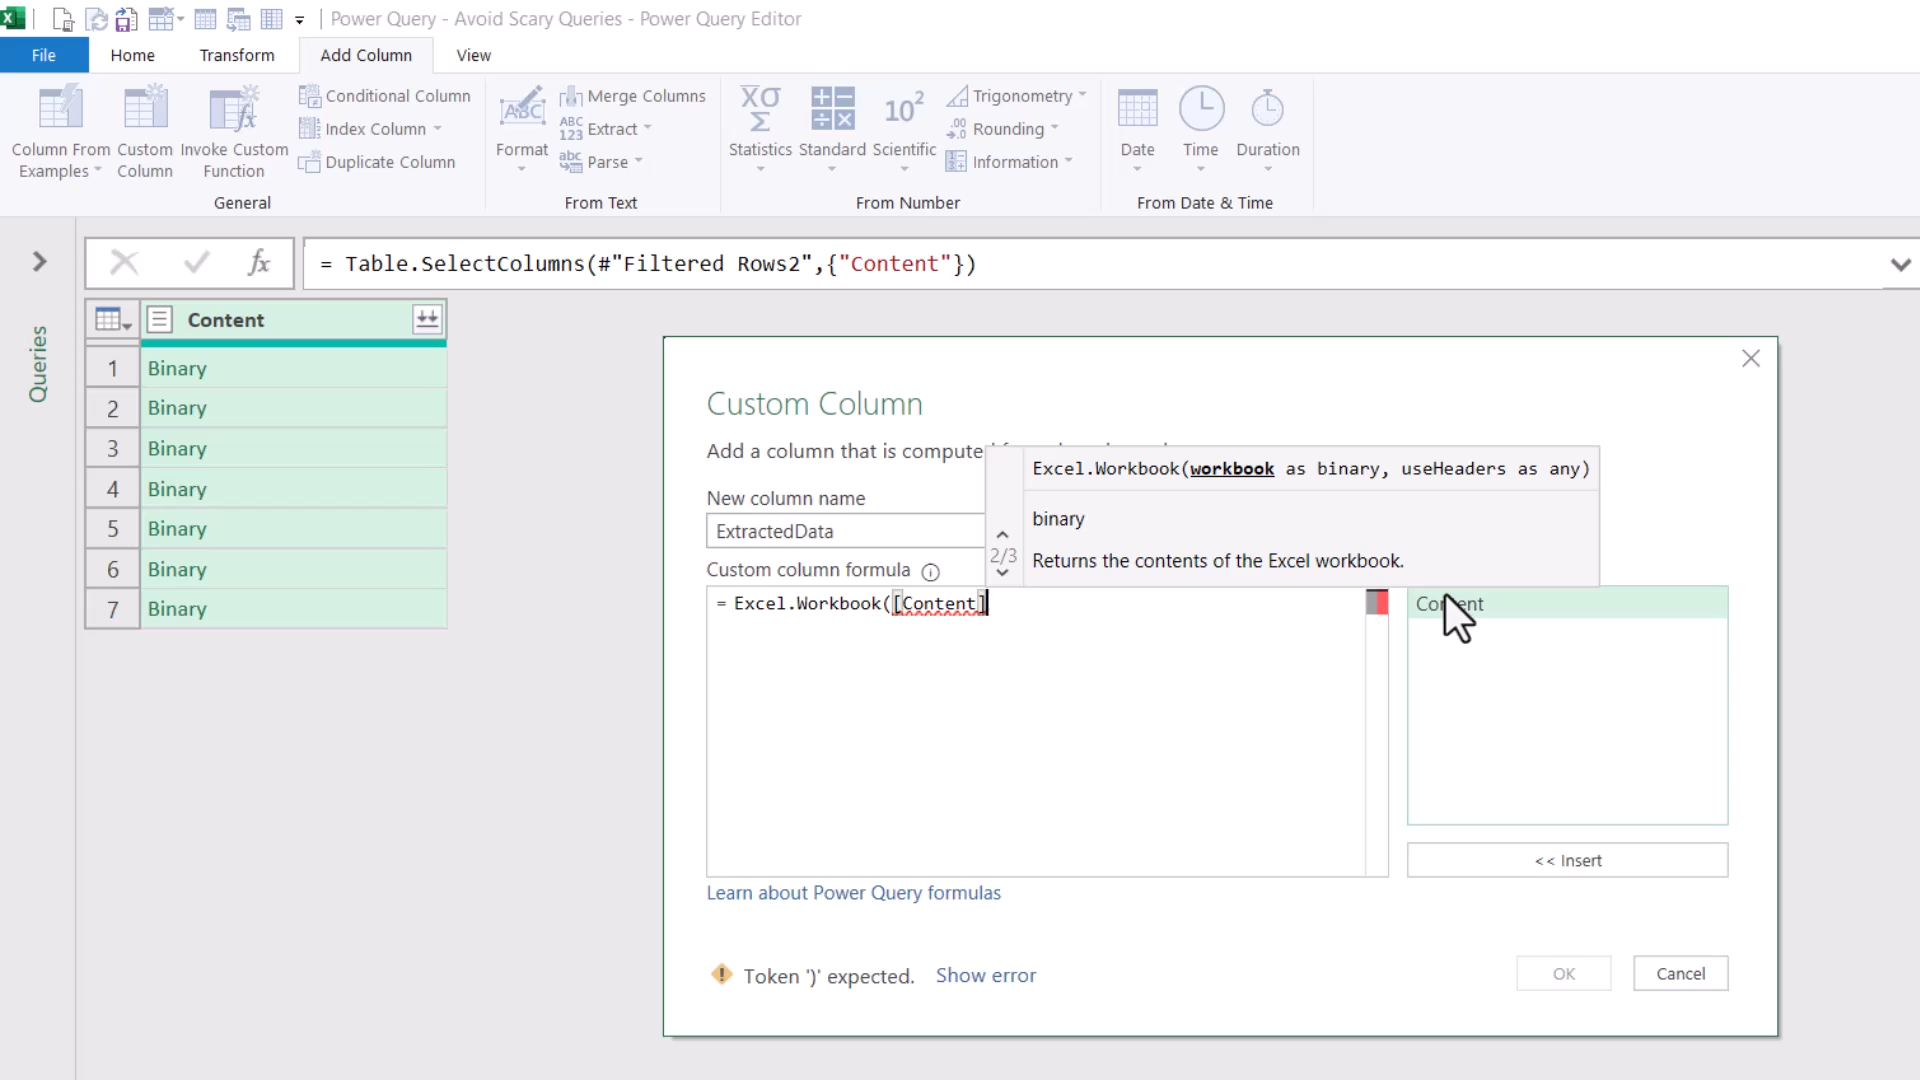 Power Query - Avoid Scary Queries - Power Query Editor
File Home Transform Add Column View
Column From Examples
Custom Column
Invoke Custom Function
Conditional Column
Index Column
Duplicate Column
General
Format
Merge Columns
Extract
Parse
From Text
Statistics
Standard
Scientific
Trigonometry
Rounding
Information
From Number
Date
Time
Duration
From Date & Time
= Table.SelectColumns(#"Filtered Rows2",{"Content"})
Queries
Content
1 Binary
2 Binary
3 Binary
4 Binary
5 Binary
6 Binary
7 Binary
Custom Column
Add a column that is compute
New column name
ExtractedData
Excel.Workbook(workbook as binary, useHeaders as any)
binary
2/3
Returns the contents of the Excel workbook.
Custom column formula
= Excel.Workbook([Content]
Content
<< Insert
Learn about Power Query formulas
Token ')' expected. Show error
OK
Cancel